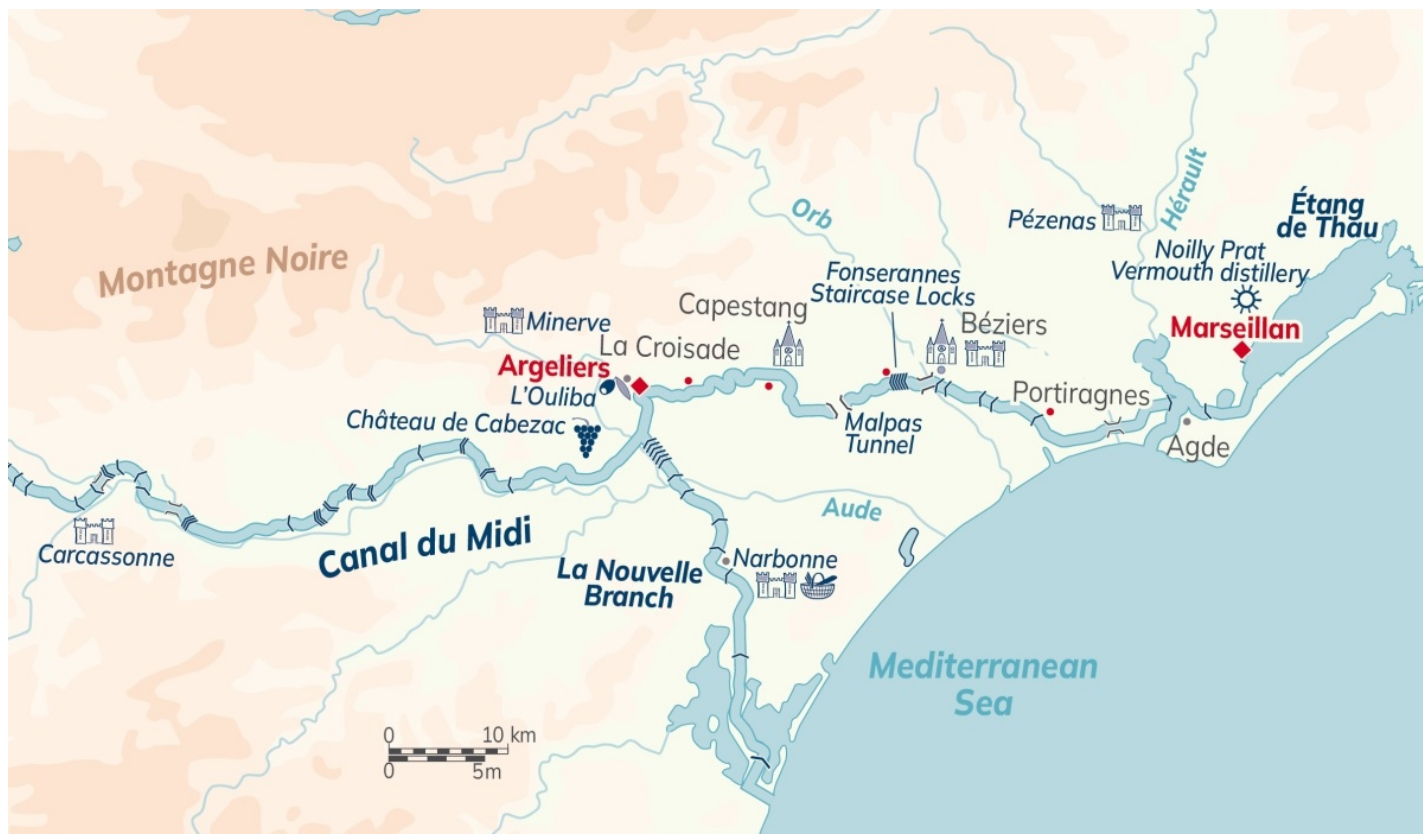 Étang
de Thau
Hérault
Pézenas
Orb
Noilly Prat
Vermouth distillery
Montagne Noire
Fonserannes
Staircase Locks
Capestang
Minerve
La Croisade
Béziers
Marseillan
Argeliers
L'Ouliba
Portiragnes
Château de Cabezac
Malpas
Tunnel
Agde
Aude
Carcassonne
Canal du Midi
La Nouvelle
Branch
Narbonne
Mediterranean
Sea
0 10 km
0 5m